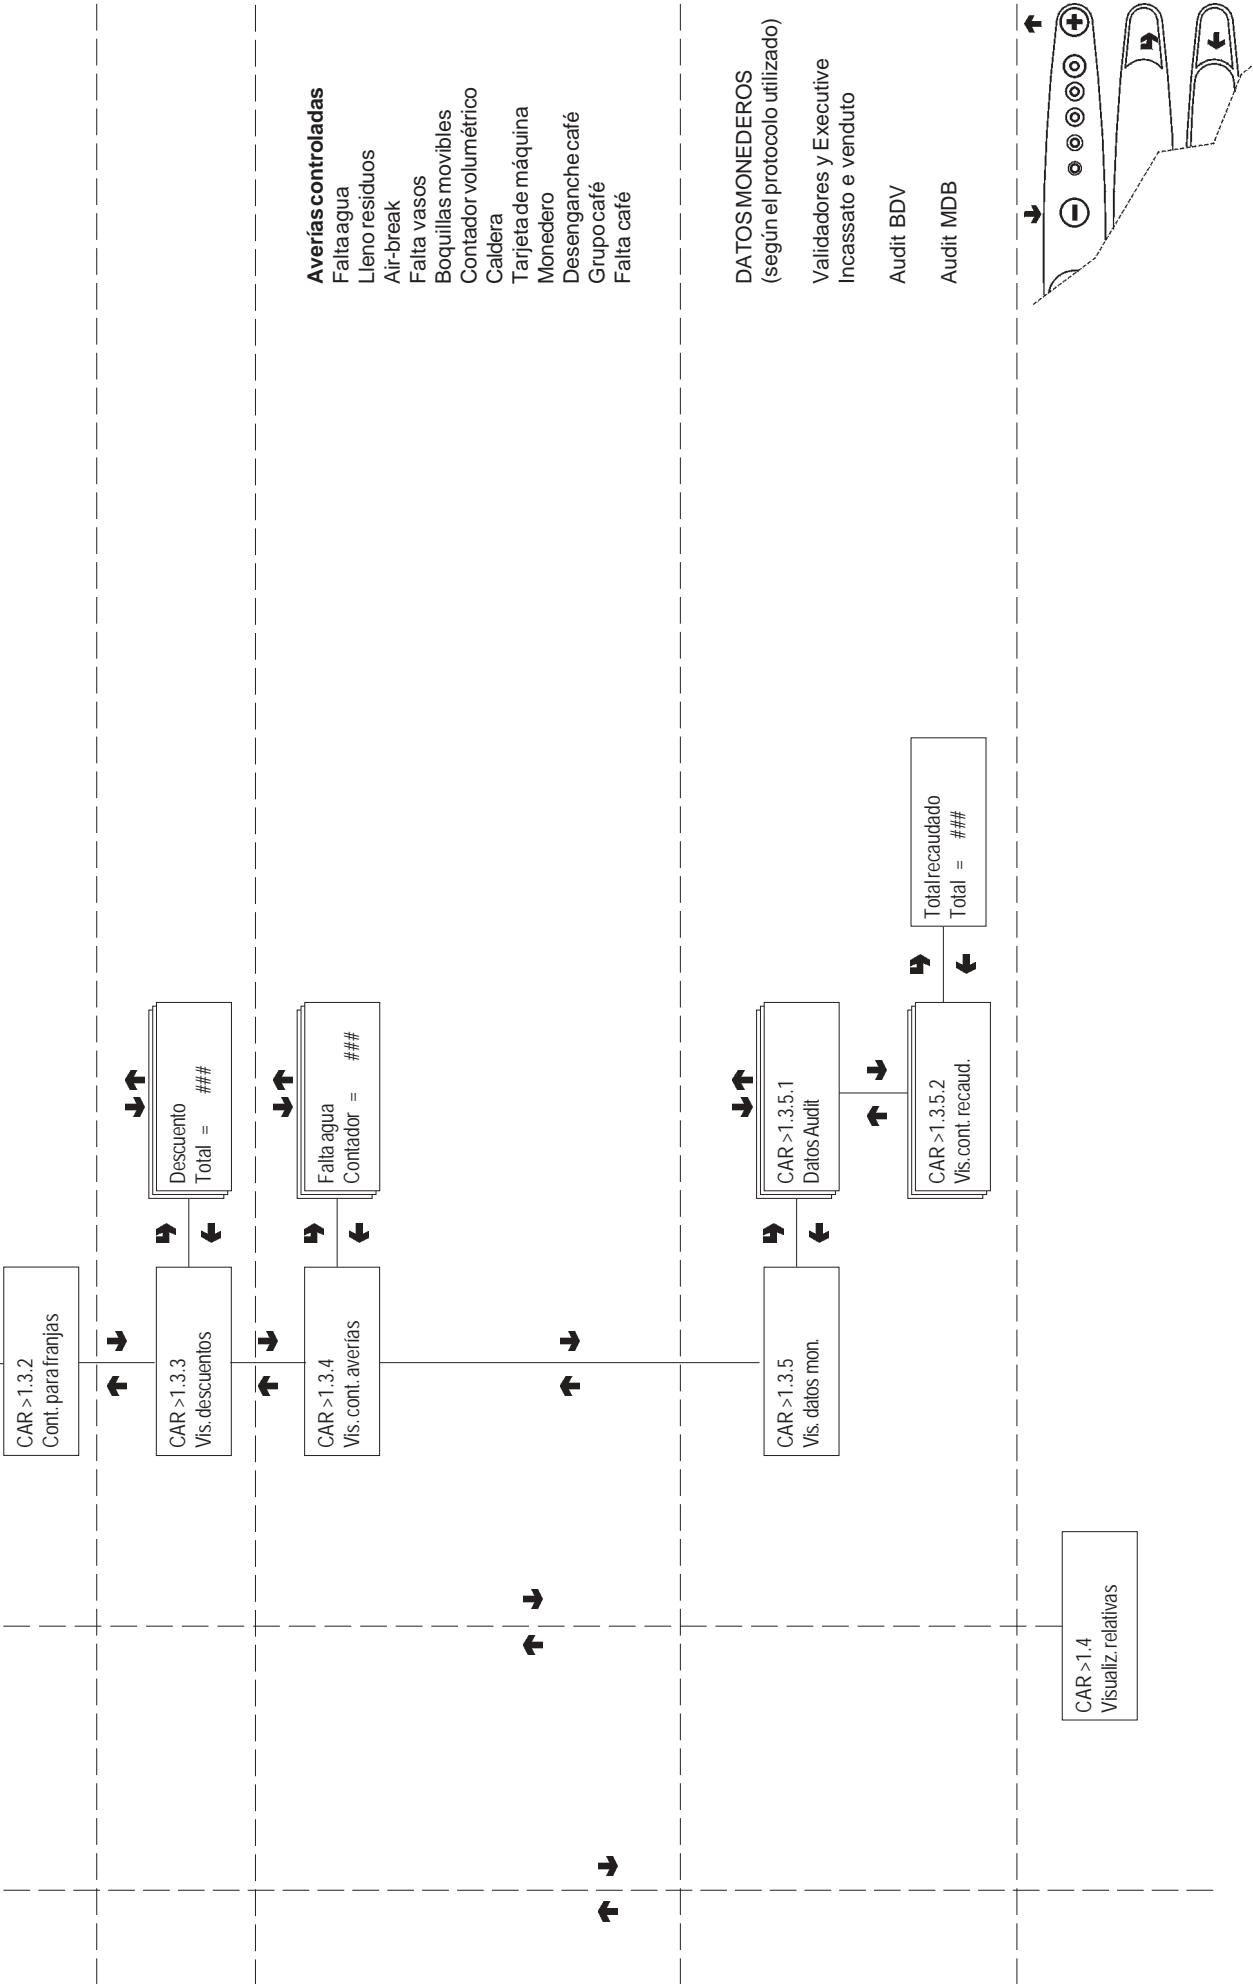 CAR >1.3.2
Cont. para franjas
CAR >1.3.3
Vis. descuentos
Descuento
Total = ###
CAR >1.3.4
Vis. cont. averías
Falta agua
Contador = ###
Averías controladas
Falta agua
Lleno residuos
Air-break
Falta vasos
Boquillas movibles
Contador volumétrico
Caldera
Tarjeta de máquina
Monedero
Desenganche café
Grupo café
Falta café
CAR >1.3.5
Vis. datos mon.
CAR >1.3.5.1
Datos Audit
CAR >1.3.5.2
Vis. cont. recaud.
Total recaudado
Total = ###
DATOS MONEDEROS
(según el protocolo utilizado)
Validadores y Executive
Incassato e venduto
Audit BDV
Audit MDB
CAR >1.4
Visualiz. relativas